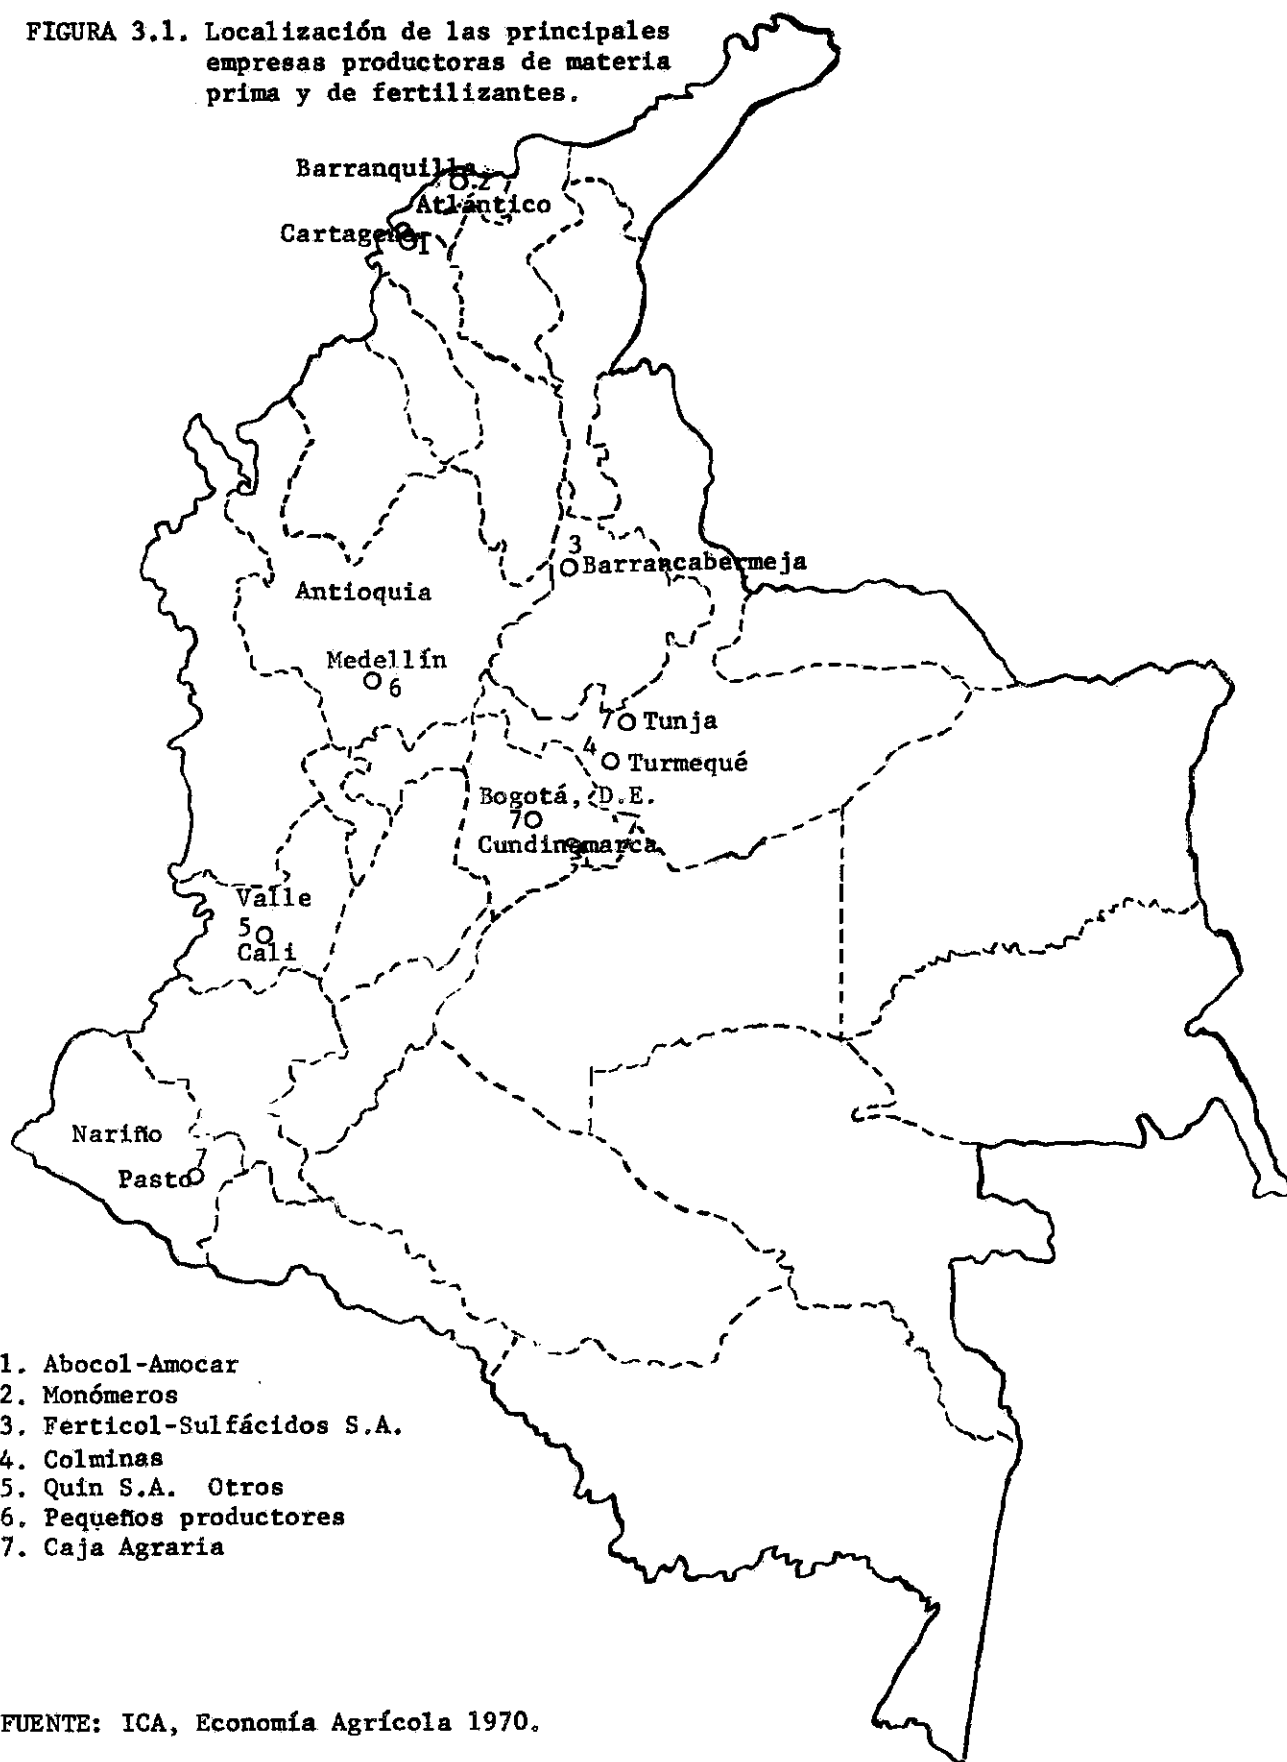 FIGURA 3.1. Localización de las principales
empresas productoras de materia
prima y de fertilizantes.
Barranquilla
2
Atlántico
Cartagena
1
3
Barrancabermeja
Antioquia
Medellín
6
7 Tunja
4
Turmequé
Bogotá, D.E.
7
Cundinamarca
Valle
5
Cali
Nariño
7
Pasto
1. Abocol-Amocar
2. Monómeros
3. Ferticol-Sulfácidos S.A.
4. Colminas
5. Quin S.A. Otros
6. Pequeños productores
7. Caja Agraria
FUENTE: ICA, Economía Agrícola 1970.